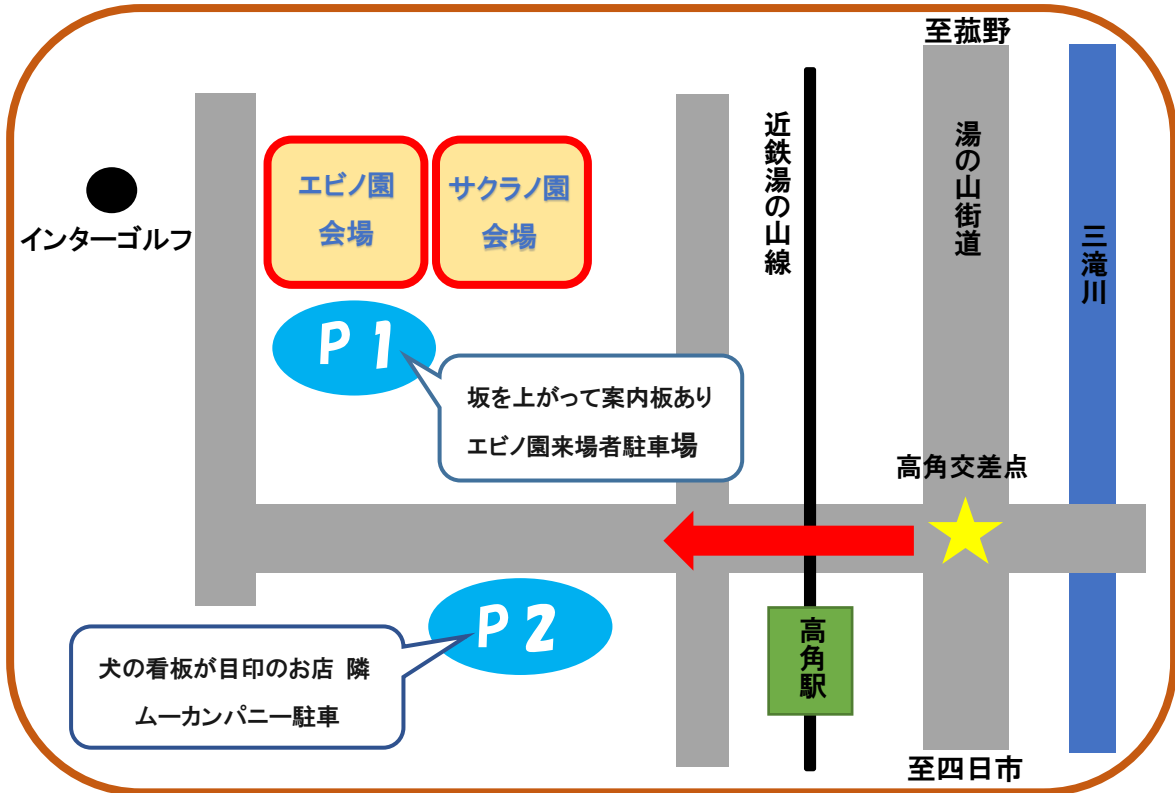 至菰野
近鉄湯の山線
湯の山街道
三滝川
エビノ園
会場
サクラノ園
会場
インターゴルフ
P 1
坂を上がって案内板あり
エビノ園来場者駐車場
高角交差点
P 2
高角駅
犬の看板が目印のお店 隣
ムーカンパニー駐車
至四日市